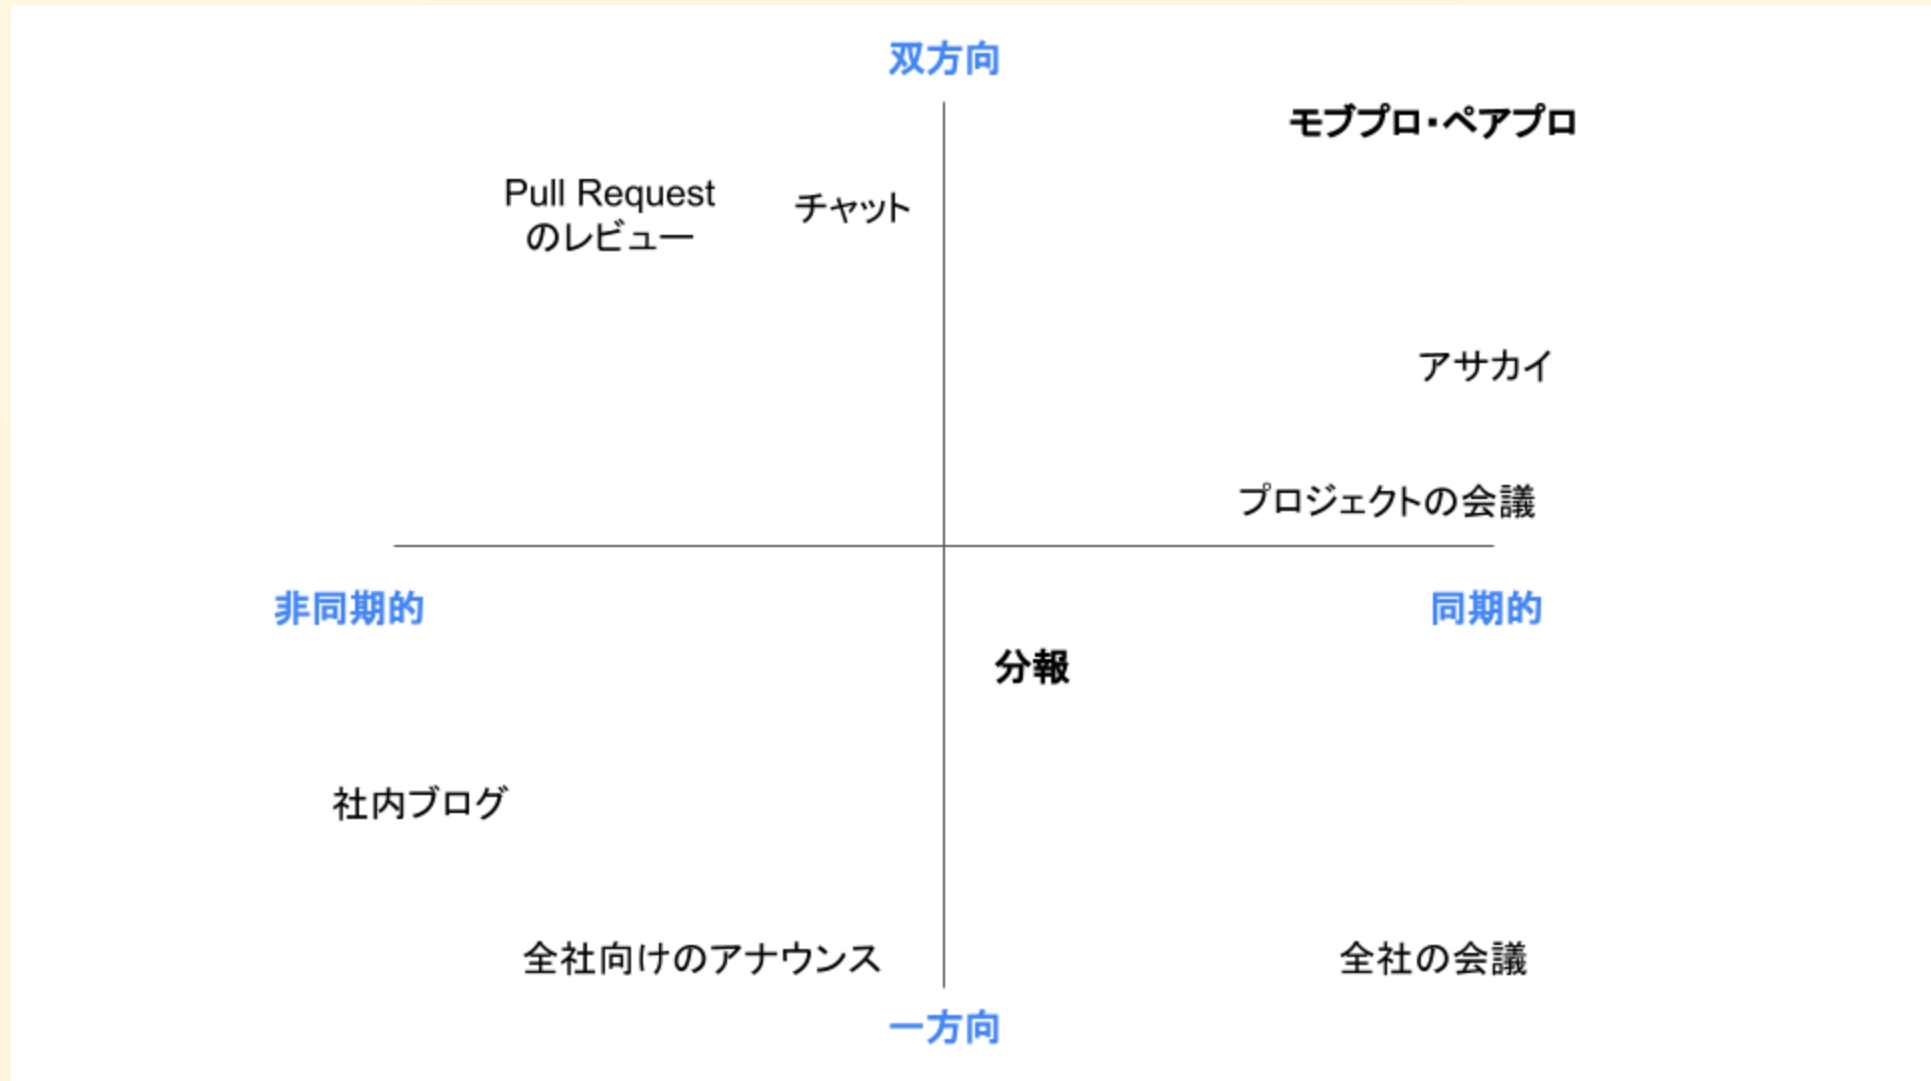 双方向
モブプロ・ペアプロ
Pull Request
のレビュー
チャット
アサカイ
プロジェクトの会議
非同期的
同期的
分報
社内ブログ
全社向けのアナウンス
全社の会議
一方向